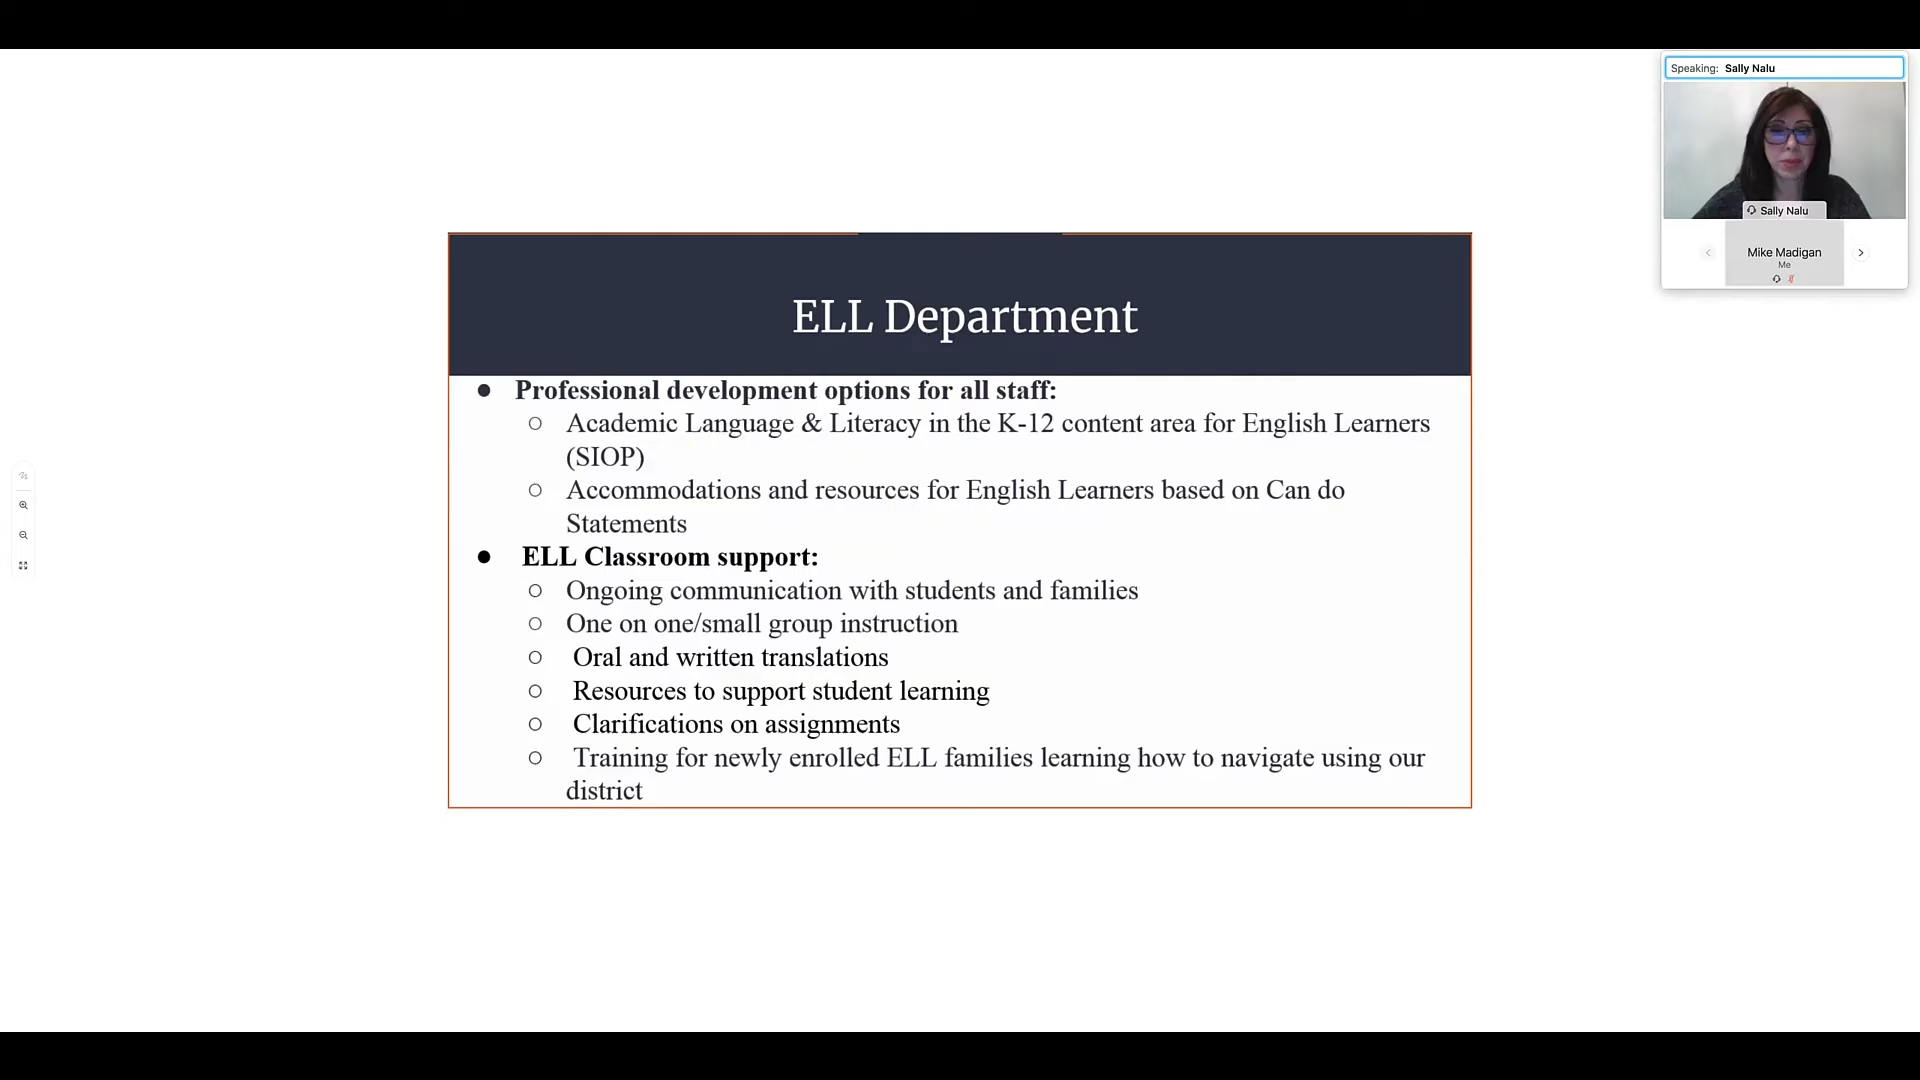 Speaking: Sally Nalu
Sally Nalu
Mike Madigan
Me
ELL Department
● Professional development options for all staff:
○ Academic Language & Literacy in the K-12 content area for English Learners
(SIOP)
○ Accommodations and resources for English Learners based on Can do
Statements
● ELL Classroom support:
○ Ongoing communication with students and families
○ One on one/small group instruction
○ Oral and written translations
○ Resources to support student learning
○ Clarifications on assignments
○ Training for newly enrolled ELL families learning how to navigate using our
district